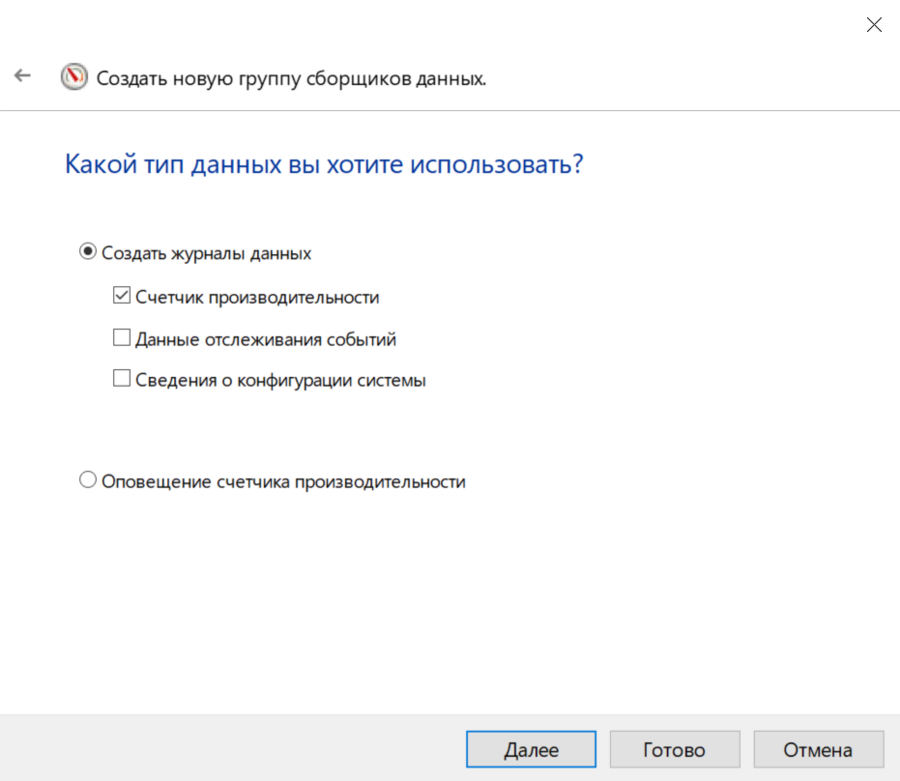 Создать новую группу сборщиков данных.
Какой тип данных вы хотите использовать?
Создать журналы данных
Счетчик производительности
Данные отслеживания событий
Сведения о конфигурации системы
Оповещение счетчика производительности
Далее Готово Отмена